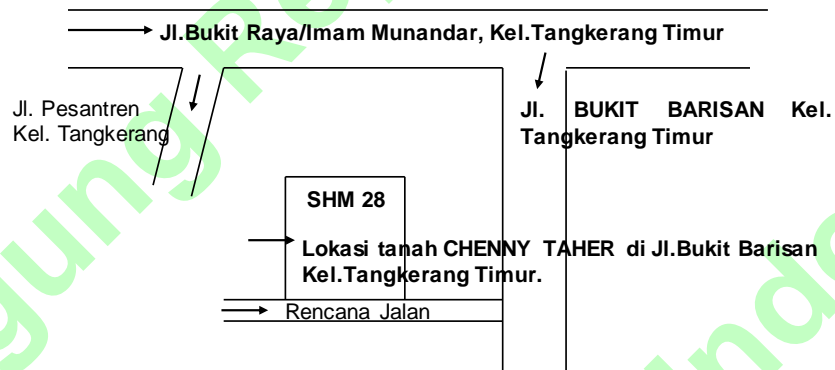 Jl.Bukit Raya/Imam Munandar, Kel.Tangkerang Timur
Jl. Pesantren
Kel. Tangkerang
Jl. BUKIT BARISAN Kel.
Tangkerang Timur
SHM 28
Lokasi tanah CHENNY TAHER di Jl.Bukit Barisan
Kel.Tangkerang Timur.
Rencana Jalan